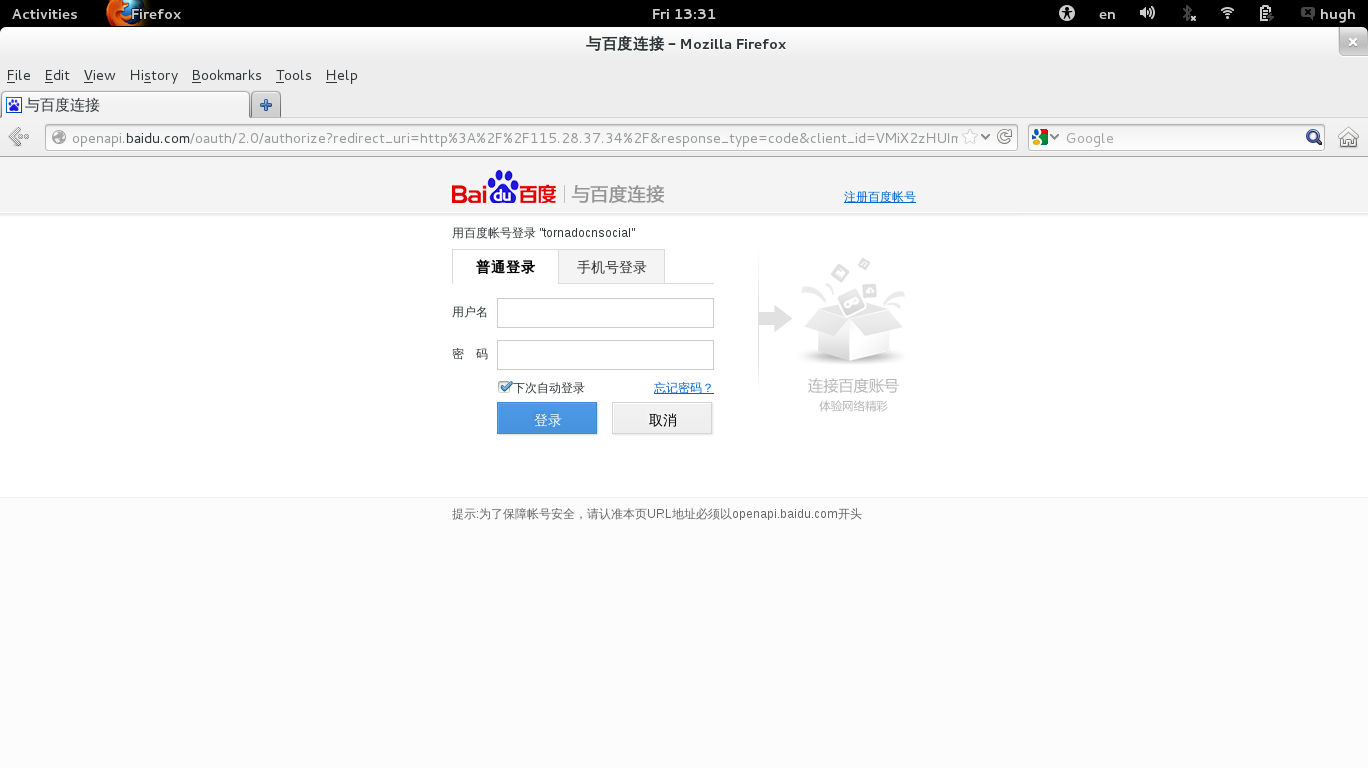 Activities Firefox Fri 13:31 en hugh
与百度连接 - Mozilla Firefox
File Edit View History Bookmarks Tools Help
与百度连接
openapi.baidu.com/oauth/2.0/authorize?redirect_uri=http%3A%2F%2F115.28.37.34%2F&response_type=code&client_id=VMiX2zHUIm Google
Bai du 百度 与百度连接 注册百度帐号
用百度帐号登录 "tornadocnsocial"
普通登录 手机号登录
用户名
密 码
下次自动登录 忘记密码？
登录 取消
连接百度账号
体验网络精彩
提示:为了保障帐号安全，请认准本页URL地址必须以openapi.baidu.com开头